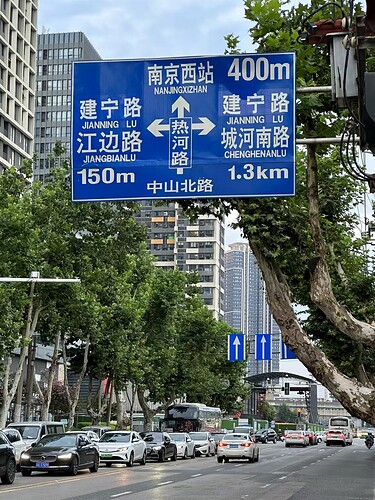 南京西站 400m
NANJINGXIZHAN
建宁路
JIANNING LU
江边路
JIANGBIANLU
150m
热河路
建宁路
JIANNING LU
城河南路
CHENGHENANLU
1.3km
中山北路